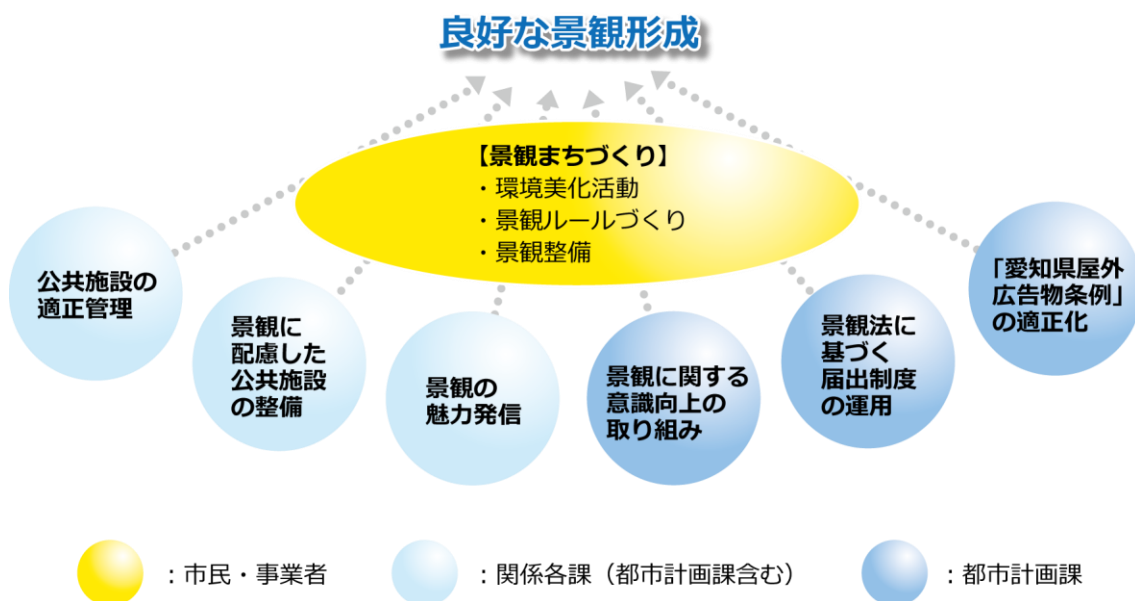 良好な景観形成
【景観まちづくり】
・環境美化活動
・景観ルールづくり
・景観整備
公共施設の
適正管理
景観に
配慮した
公共施設
の整備
景観の
魅力発信
景観に関する
意識向上の
取り組み
景観法に
基づく
届出制度
の運用
「愛知県屋外
広告物条例」
の適正化
：市民・事業者
：関係各課（都市計画課含む）
：都市計画課